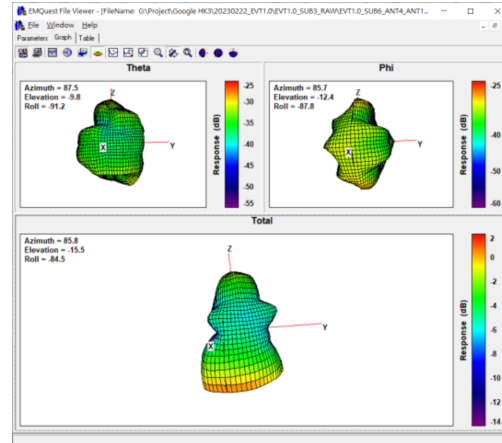 EMQuest File Viewer - [FileName: G:\Project\Google HK3\20230222_EVT1.0\EVT1.0_SUB3_RAW\EVT1.0_SUB6_ANT4_ANT1...
File Window Help
Parameters Graph Table
Theta
Azimuth = 87.5
Elevation = -9.8
Roll = -91.2
Z
X
Y
Response (dB)
-25
-30
-35
-40
-45
-50
-55
Phi
Azimuth = 85.7
Elevation = -12.4
Roll = -87.8
Z
X
Y
Response (dB)
-25
-30
-40
-50
-60
Total
Azimuth = 85.8
Elevation = -15.5
Roll = -84.5
Z
X
Y
Response (dB)
2
0
-2
-4
-6
-8
-10
-12
-14